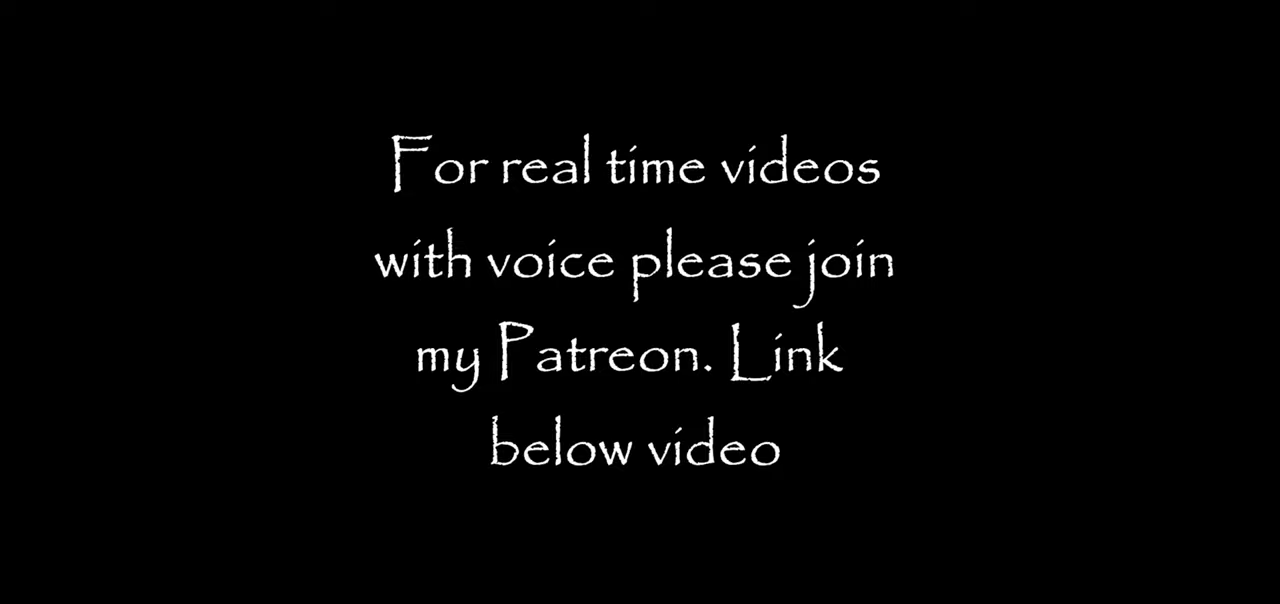 For real time videos
with voice please join
my Patreon. Link
below video